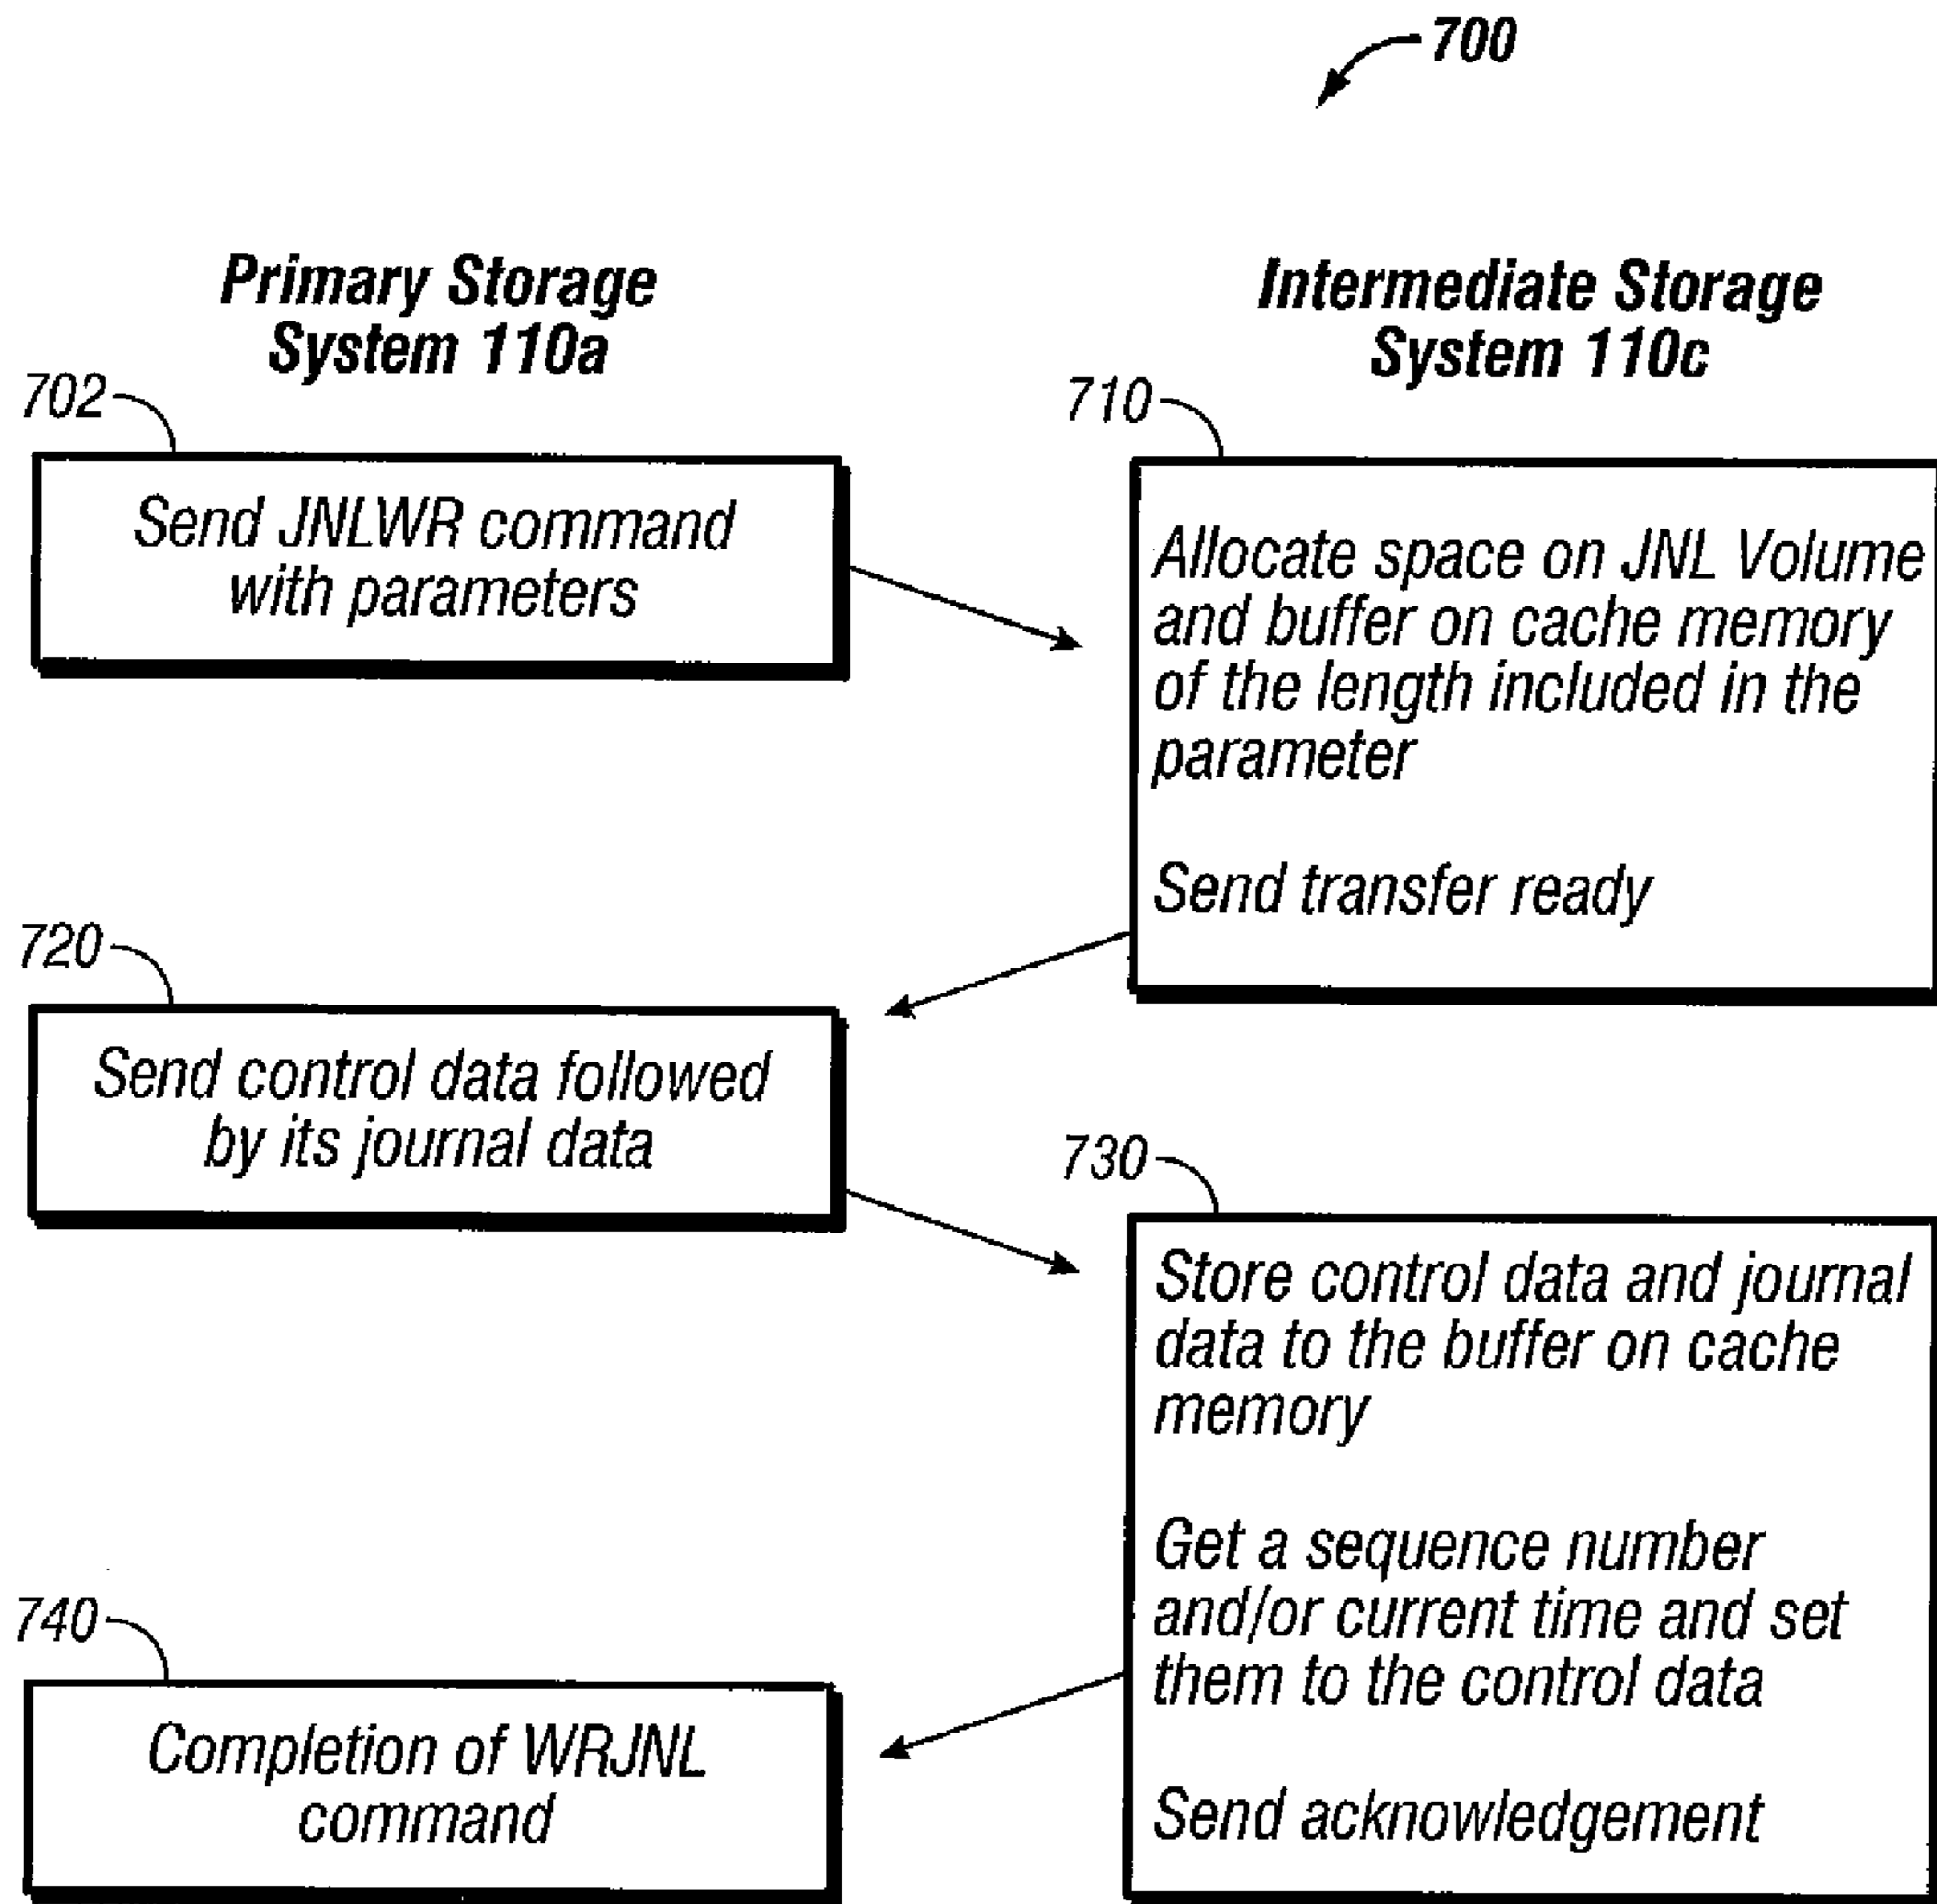 700
Primary Storage
System 110a
Intermediate Storage
System 110c
702
Send JNLWR command
with parameters
710
Allocate space on JNL Volume
and buffer on cache memory
of the length included in the
parameter
Send transfer ready
720
Send control data followed
by its journal data
730
Store control data and journal
data to the buffer on cache
memory
Get a sequence number
and/or current time and set
them to the control data
Send acknowledgement
740
Completion of WRJNL
command